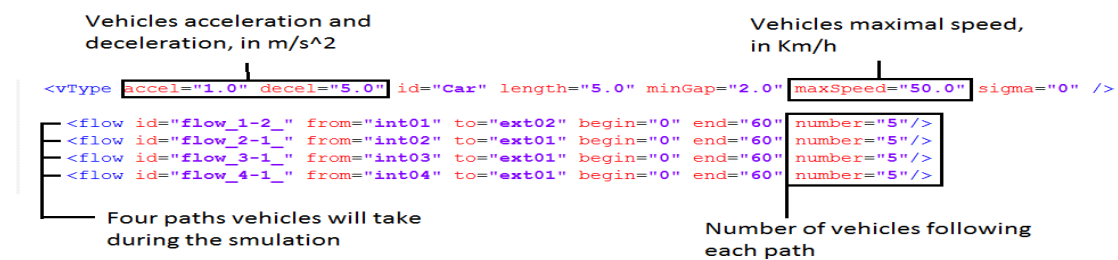 Vehicles acceleration and
deceleration, in m/s^2
Vehicles maximal speed,
in Km/h
<vType accel="1.0" decel="5.0" id="Car" length="5.0" minGap="2.0" maxSpeed="50.0" sigma="0" />
<flow id="flow_1-2_" from="int01" to="ext02" begin="0" end="60" number="5"/>
<flow id="flow_2-1_" from="int02" to="ext01" begin="0" end="60" number="5"/>
<flow id="flow_3-1_" from="int03" to="ext01" begin="0" end="60" number="5"/>
<flow id="flow_4-1_" from="int04" to="ext01" begin="0" end="60" number="5"/>
Four paths vehicles will take
during the smulation
Number of vehicles following
each path